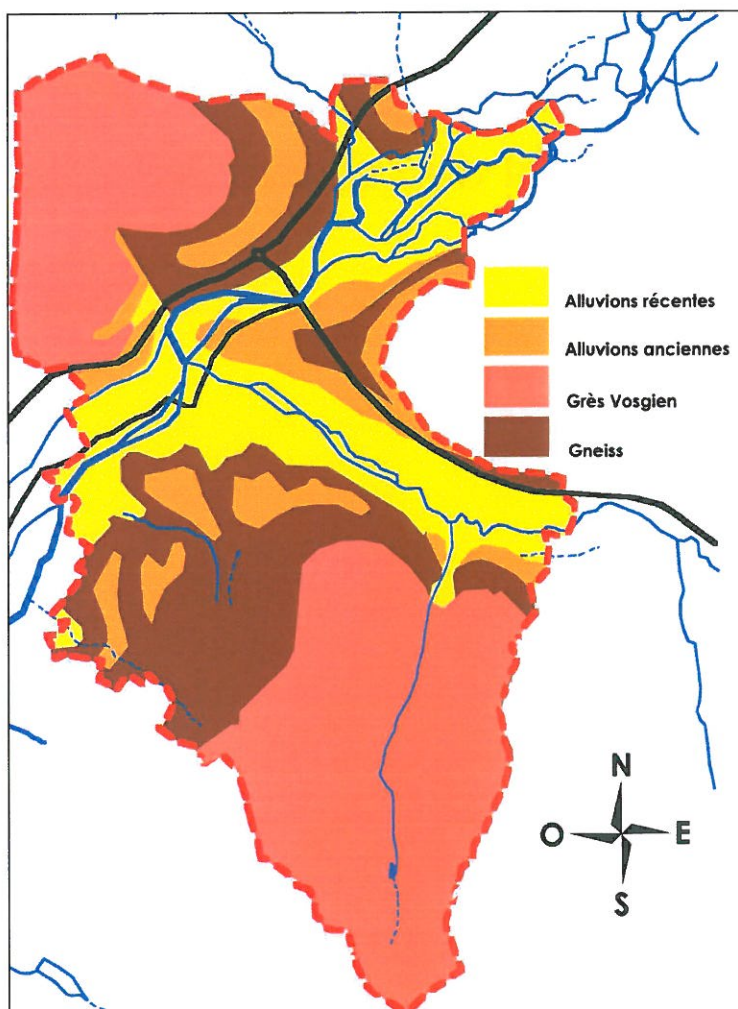 Alluvions récentes
Alluvions anciennes
Grès Vosgien
Gneiss
N
O E
S